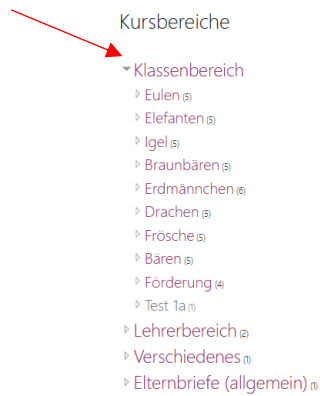 Kursbereiche
Klassenbereich
Eulen (5)
Elefanten (5)
Igel (5)
Braunbären (5)
Erdmännchen (6)
Drachen (5)
Frösche (5)
Bären (5)
Förderung (4)
Test 1a (1)
Lehrerbereich (2)
Verschiedenes (1)
Elternbriefe (allgemein) (1)